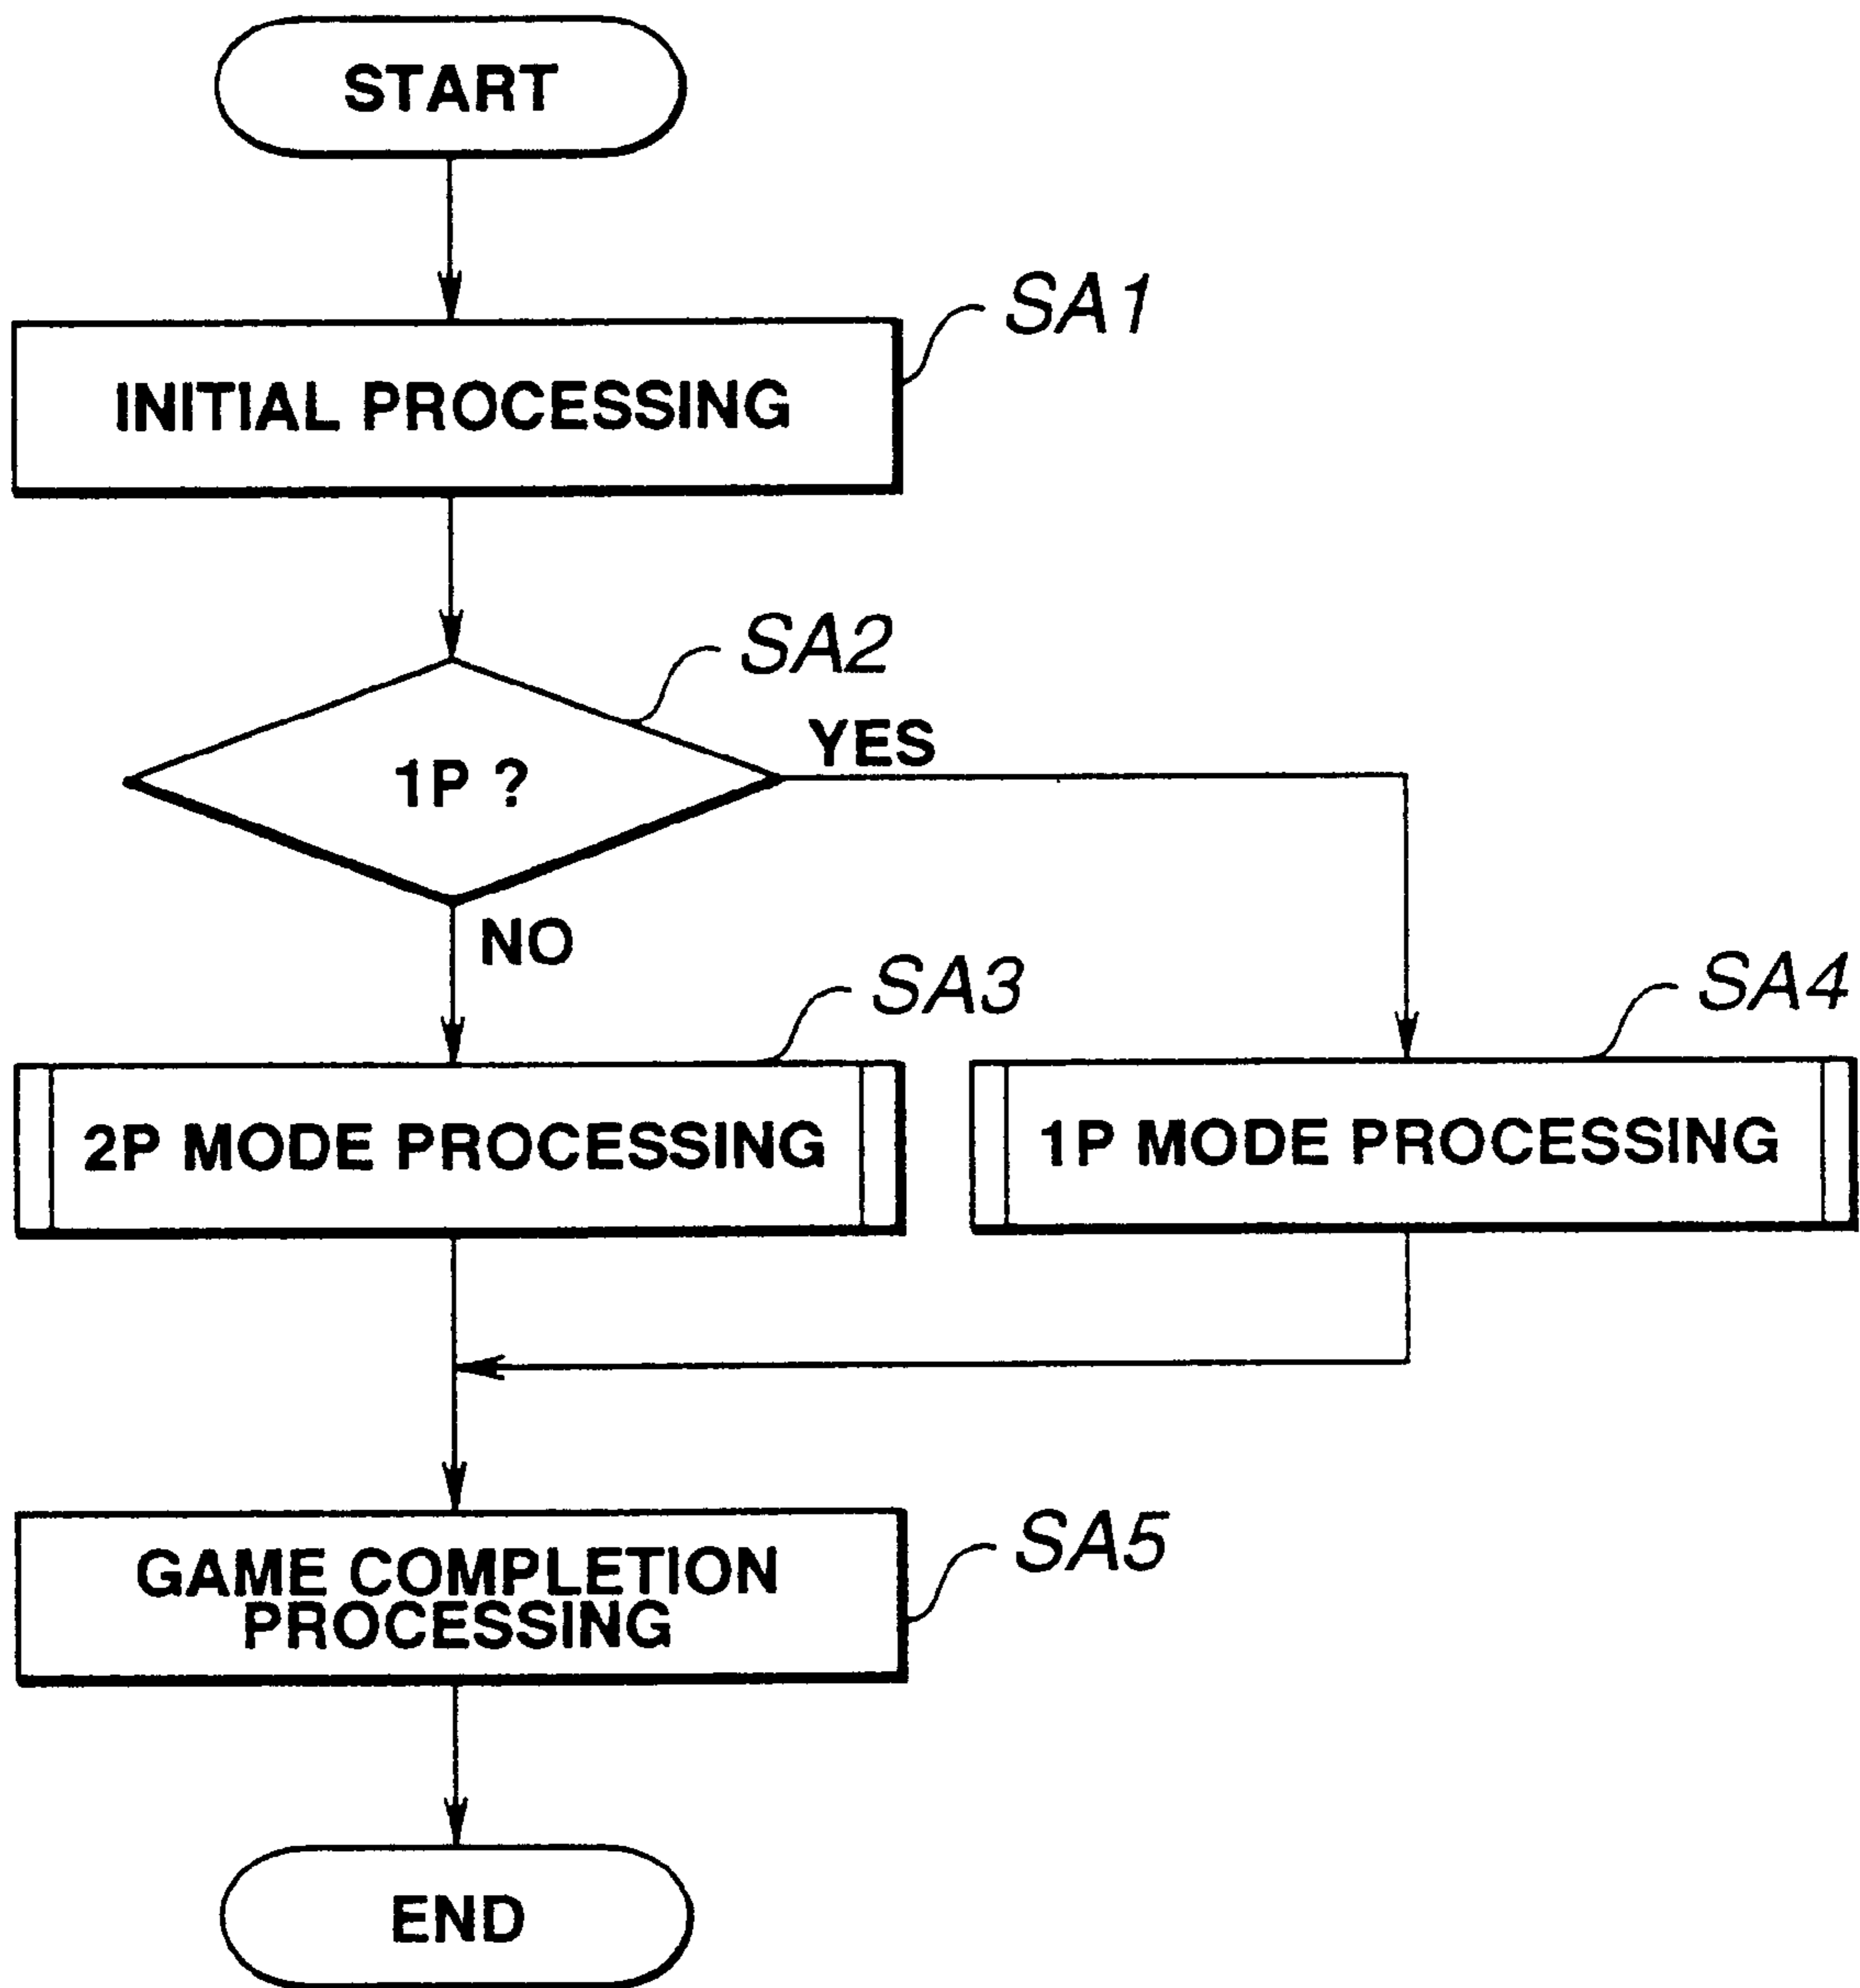 START
SA1
INITIAL PROCESSING
SA2
1P ?
YES
NO
SA3
SA4
2P MODE PROCESSING
1P MODE PROCESSING
SA5
GAME COMPLETION
PROCESSING
END